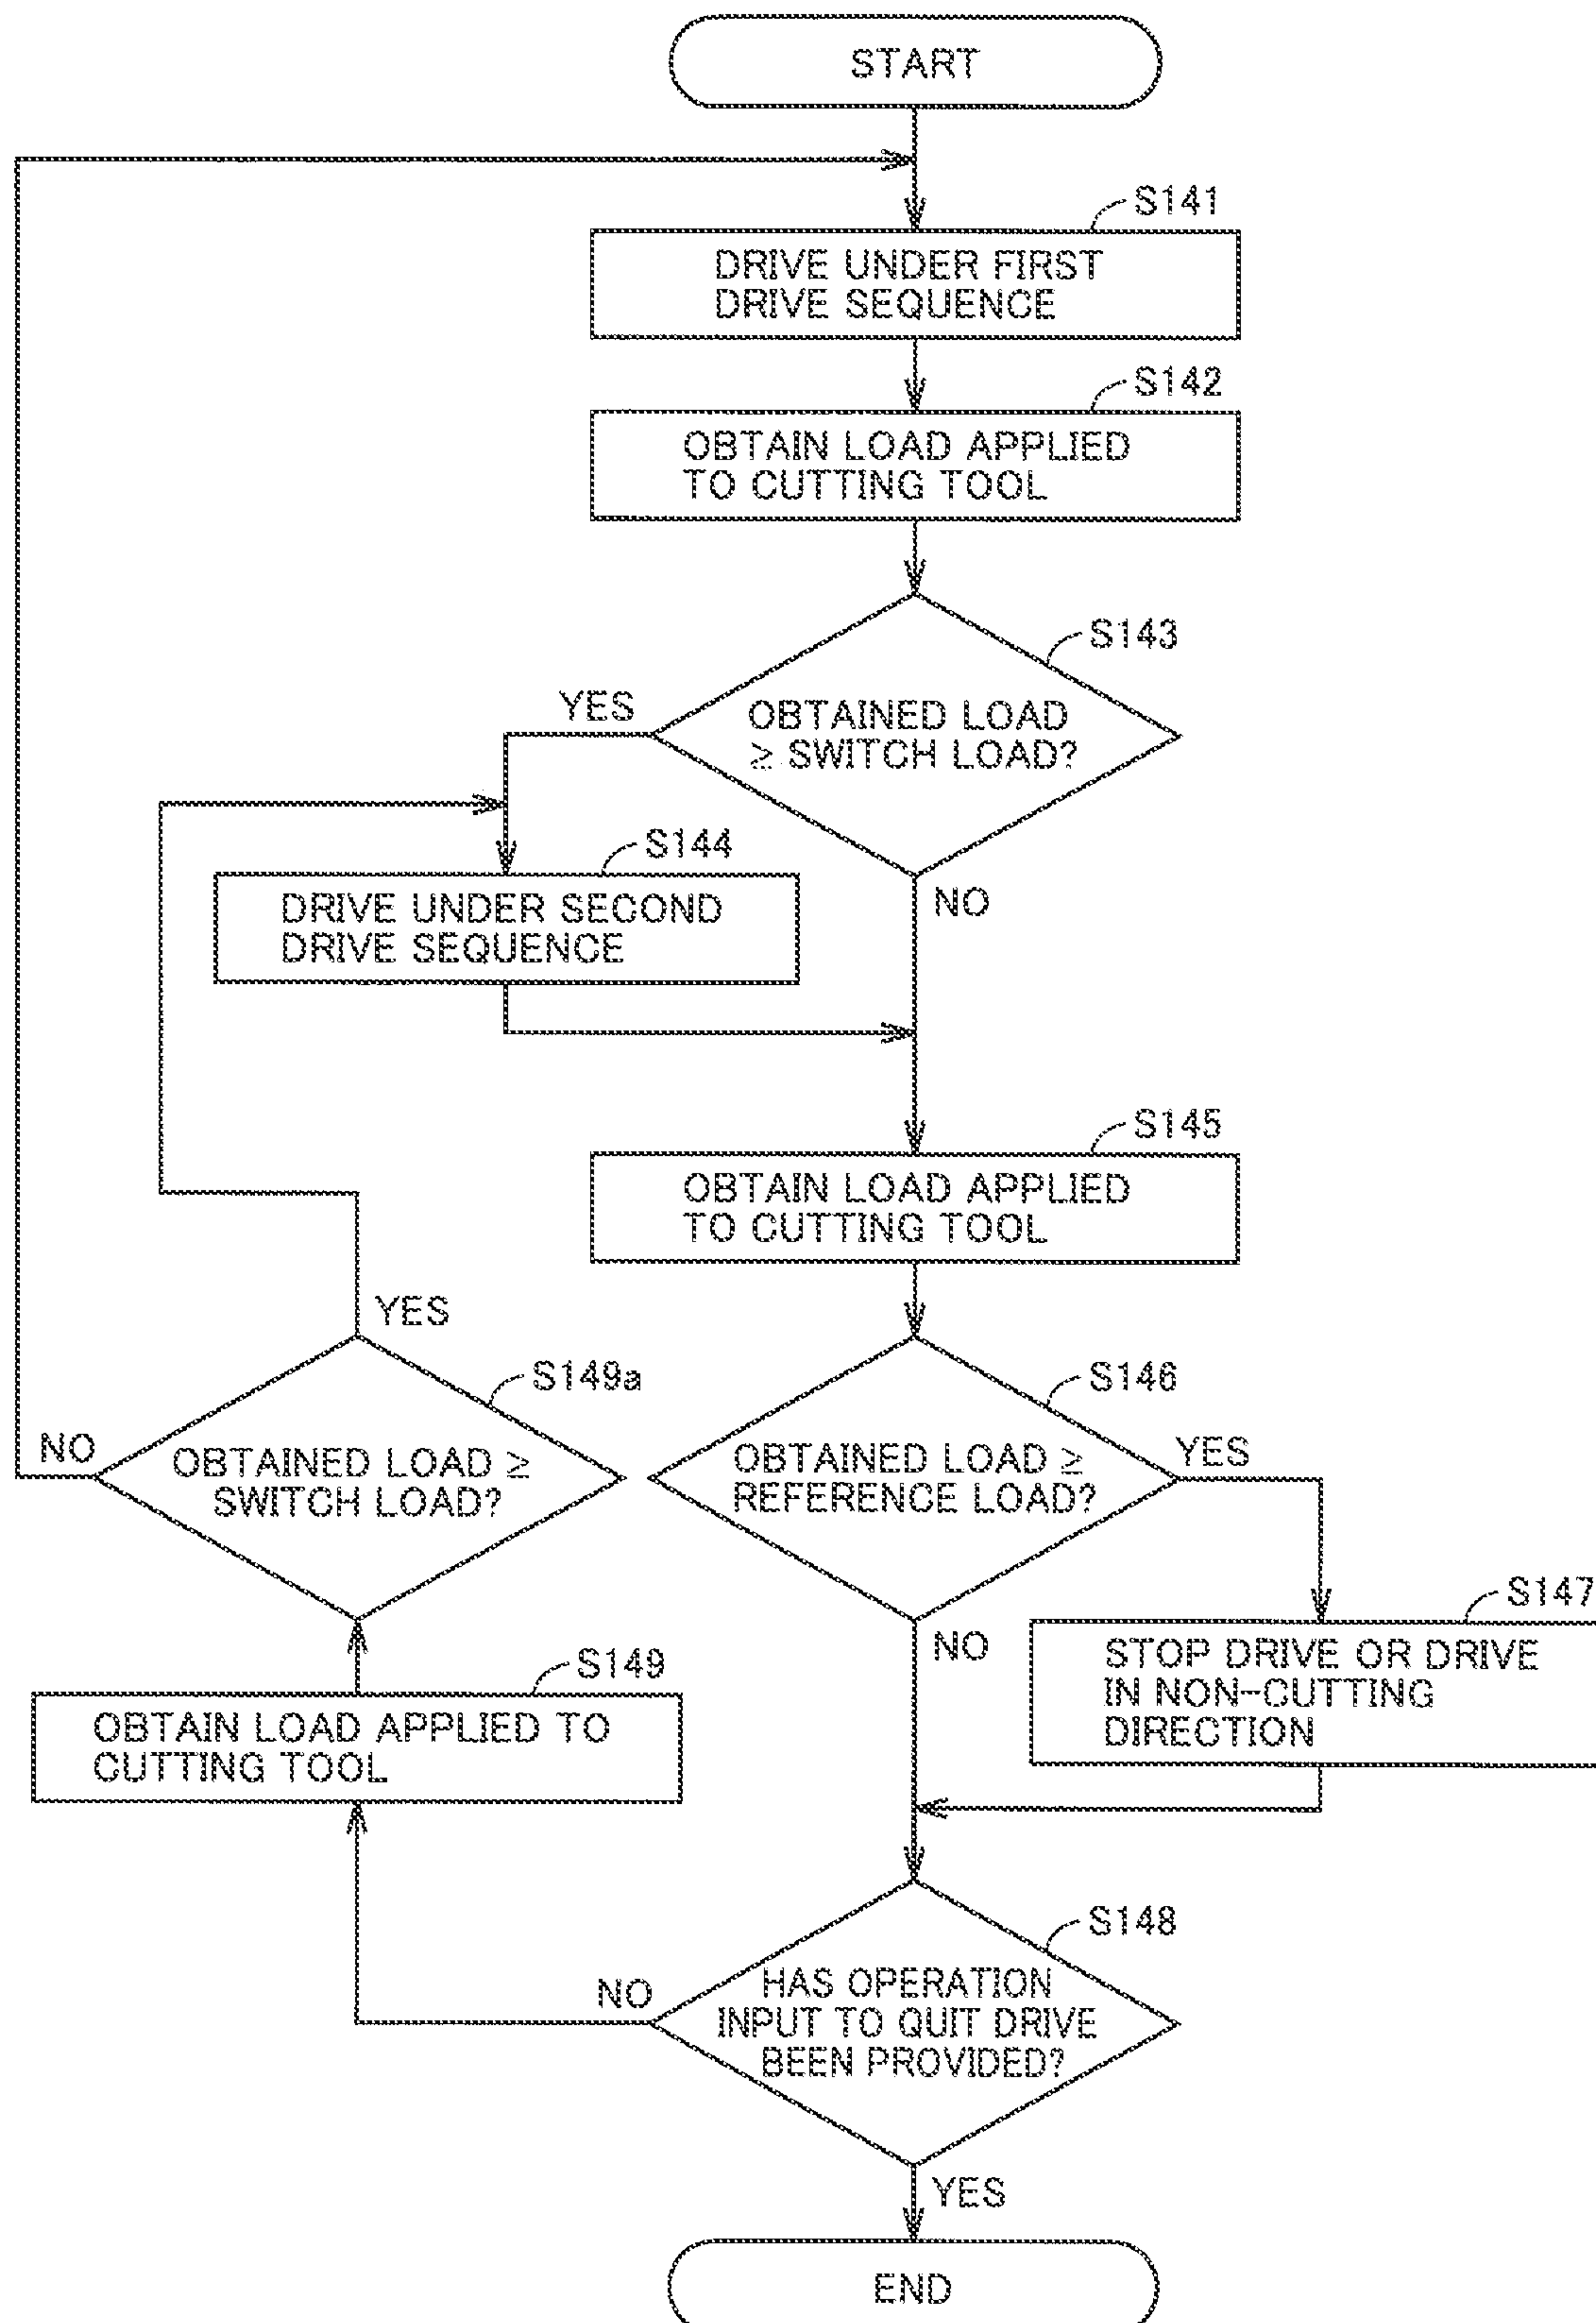 START
S141
DRIVE UNDER FIRST
DRIVE SEQUENCE
S142
OBTAIN LOAD APPLIED
TO CUTTING TOOL
S143
OBTAINED LOAD
≥ SWITCH LOAD?
YES
NO
S144
DRIVE UNDER SECOND
DRIVE SEQUENCE
S145
OBTAIN LOAD APPLIED
TO CUTTING TOOL
S146
OBTAINED LOAD ≥
REFERENCE LOAD?
YES
NO
S147
STOP DRIVE OR DRIVE
IN NON-CUTTING
DIRECTION
S148
HAS OPERATION
INPUT TO QUIT DRIVE
BEEN PROVIDED?
NO
YES
S149
OBTAIN LOAD APPLIED TO
CUTTING TOOL
S149a
OBTAINED LOAD ≥
SWITCH LOAD?
YES
NO
END